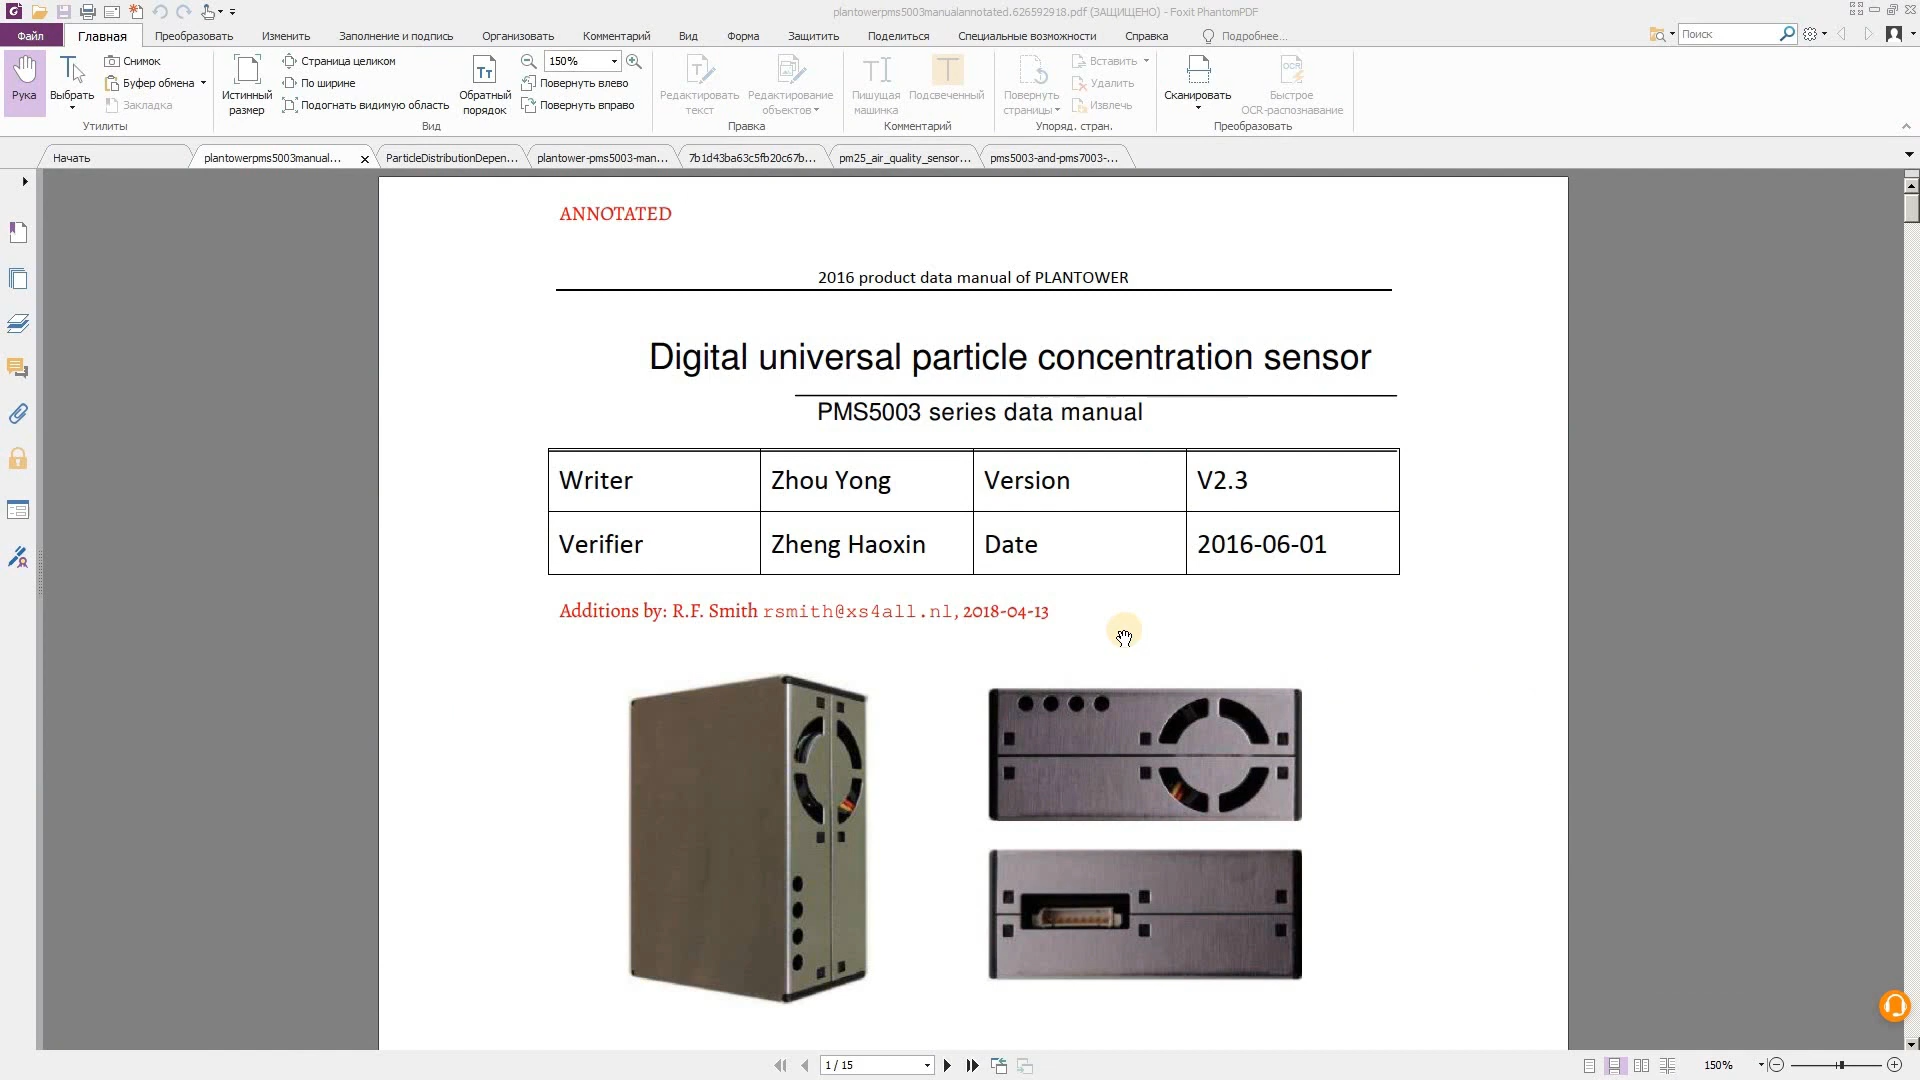 plantowerpms5003manualannotated.626592918.pdf (ЗАЩИЩЕНО) - Foxit PhantomPDF
Файл Главная Преобразовать Изменить Заполнение и подпись Организовать Комментарий Вид Форма Защитить Поделиться Специальные возможности Справка Подробнее... Поиск
Рука
Выбрать
Снимок
Буфер обмена
Закладка
Утилиты
Истинный
размер
Страница целиком
По ширине
Подогнать видимую область
Обратный
порядок
150%
Повернуть влево
Повернуть вправо
Вид
Редактировать
текст
Редактирование
объектов
Правка
Пишущая
машинка
Подсвеченный
Комментарий
Повернуть
страницы
Вставить
Удалить
Извлечь
Упоряд. стран.
Сканировать
OCR
Быстрое
OCR-распознавание
Преобразовать
Начать plantowerpms5003manual... ParticleDistributionDepen... plantower-pms5003-man... 7b1d43ba63c5fb20c67b... pm25_air_quality_sensor... pms5003-and-pms7003-...
ANNOTATED
2016 product data manual of PLANTOWER
Digital universal particle concentration sensor
PMS5003 series data manual
Writer Zhou Yong Version V2.3
Verifier Zheng Haoxin Date 2016-06-01
Additions by: R.F. Smith rsmith@xs4all.nl, 2018-04-13
1 / 15
150%